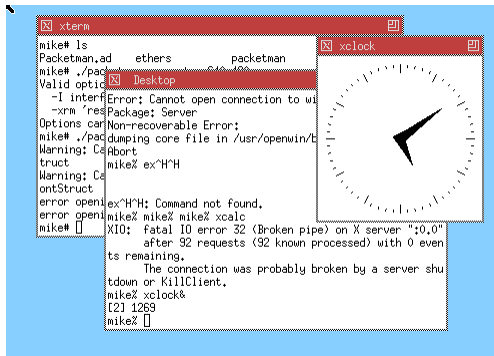 xterm
mike# ls
Packetman.ad ethers packetman
mike# ./pac
Valid optic
-I interf
-xrm 'res
Options car
mike# ./pac
Warning: Ca
truct
Warning: Ca
ontStruct
error openi
error openi
mike#
Desktop
Error: Cannot open connection to wi
Package: Server
Non-recoverable Error:
dumping core file in /usr/openwin/b
Abort
mike% ex^H^H
ex^H^H: Command not found.
mike% mike% mike% xcalc
XIO: fatal IO error 32 (Broken pipe) on X server ":0.0"
after 92 requests (92 known processed) with 0 even
ts remaining.
The connection was probably broken by a server shu
tdown or KillClient.
mike% xclock&
[2] 1269
mike%
xclock